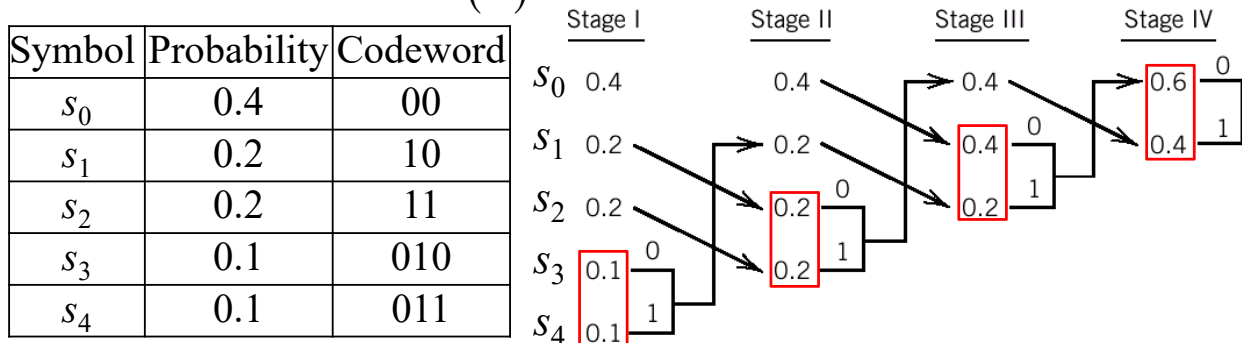 ( )
Symbol Probability Codeword
s0 0.4 00
s1 0.2 10
s2 0.2 11
s3 0.1 010
s4 0.1 011
Stage I Stage II Stage III Stage IV
s0 0.4 0.4 0.4 0.6 0
s1 0.2 0.2 0.4 0 0.4 1
s2 0.2 0.2 0 0.2 1
s3 0.1 0 0.2 1
s4 0.1 1